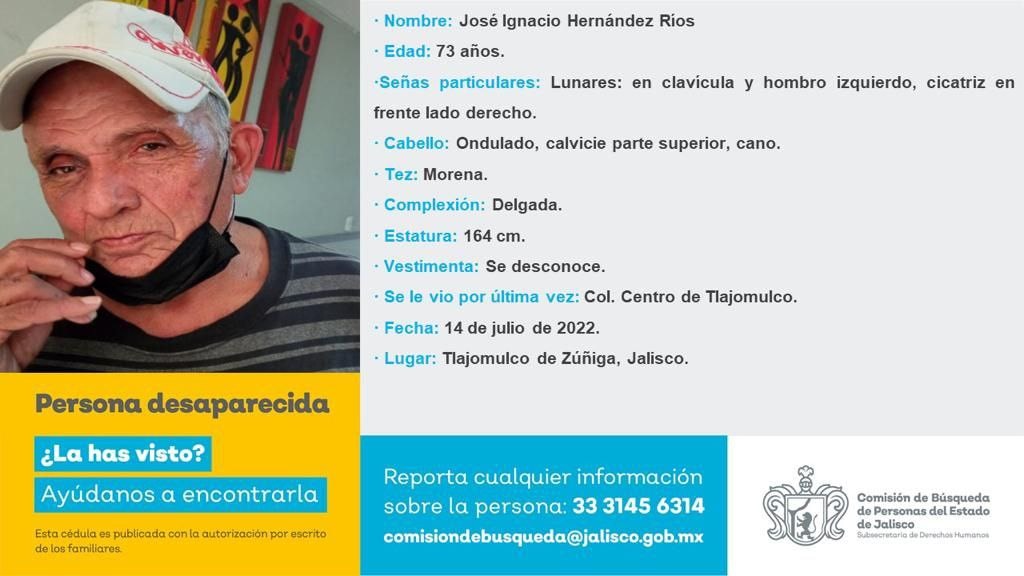 · Nombre: José Ignacio Hernández Ríos
· Edad: 73 años.
·Señas particulares: Lunares: en clavícula y hombro izquierdo, cicatriz en
frente lado derecho.
· Cabello: Ondulado, calvicie parte superior, cano.
· Tez: Morena.
· Complexión: Delgada.
· Estatura: 164 cm.
· Vestimenta: Se desconoce.
· Se le vio por última vez: Col. Centro de Tlajomulco.
· Fecha: 14 de julio de 2022.
· Lugar: Tlajomulco de Zúñiga, Jalisco.
Persona desaparecida
¿La has visto?
Ayúdanos a encontrarla
Esta cédula es publicada con la autorización por escrito
de los familiares.
Reporta cualquier información
sobre la persona: 33 3145 6314
comisiondebusqueda@jalisco.gob.mx
Comisión de Búsqueda
de Personas del Estado
de Jalisco
Subsecretaría de Derechos Humanos